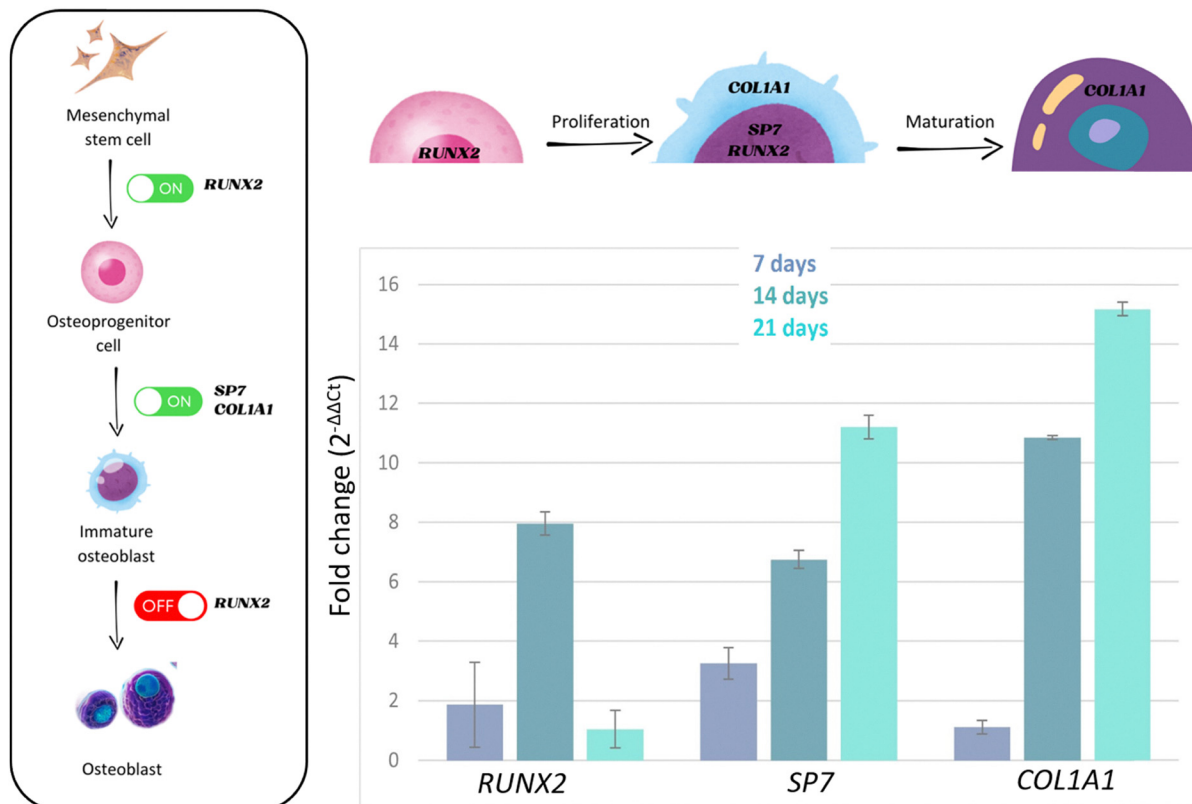 Mesenchymal
stem cell
ON
RUNX2
Osteoprogenitor
cell
ON
SP7
COL1A1
Immature
osteoblast
OFF
RUNX2
Osteoblast
RUNX2
Proliferation
COL1A1
SP7
RUNX2
Maturation
COL1A1
7 days
14 days
21 days
Fold change (2^-ΔΔCt)
16
14
12
10
8
6
4
2
0
RUNX2
SP7
COL1A1